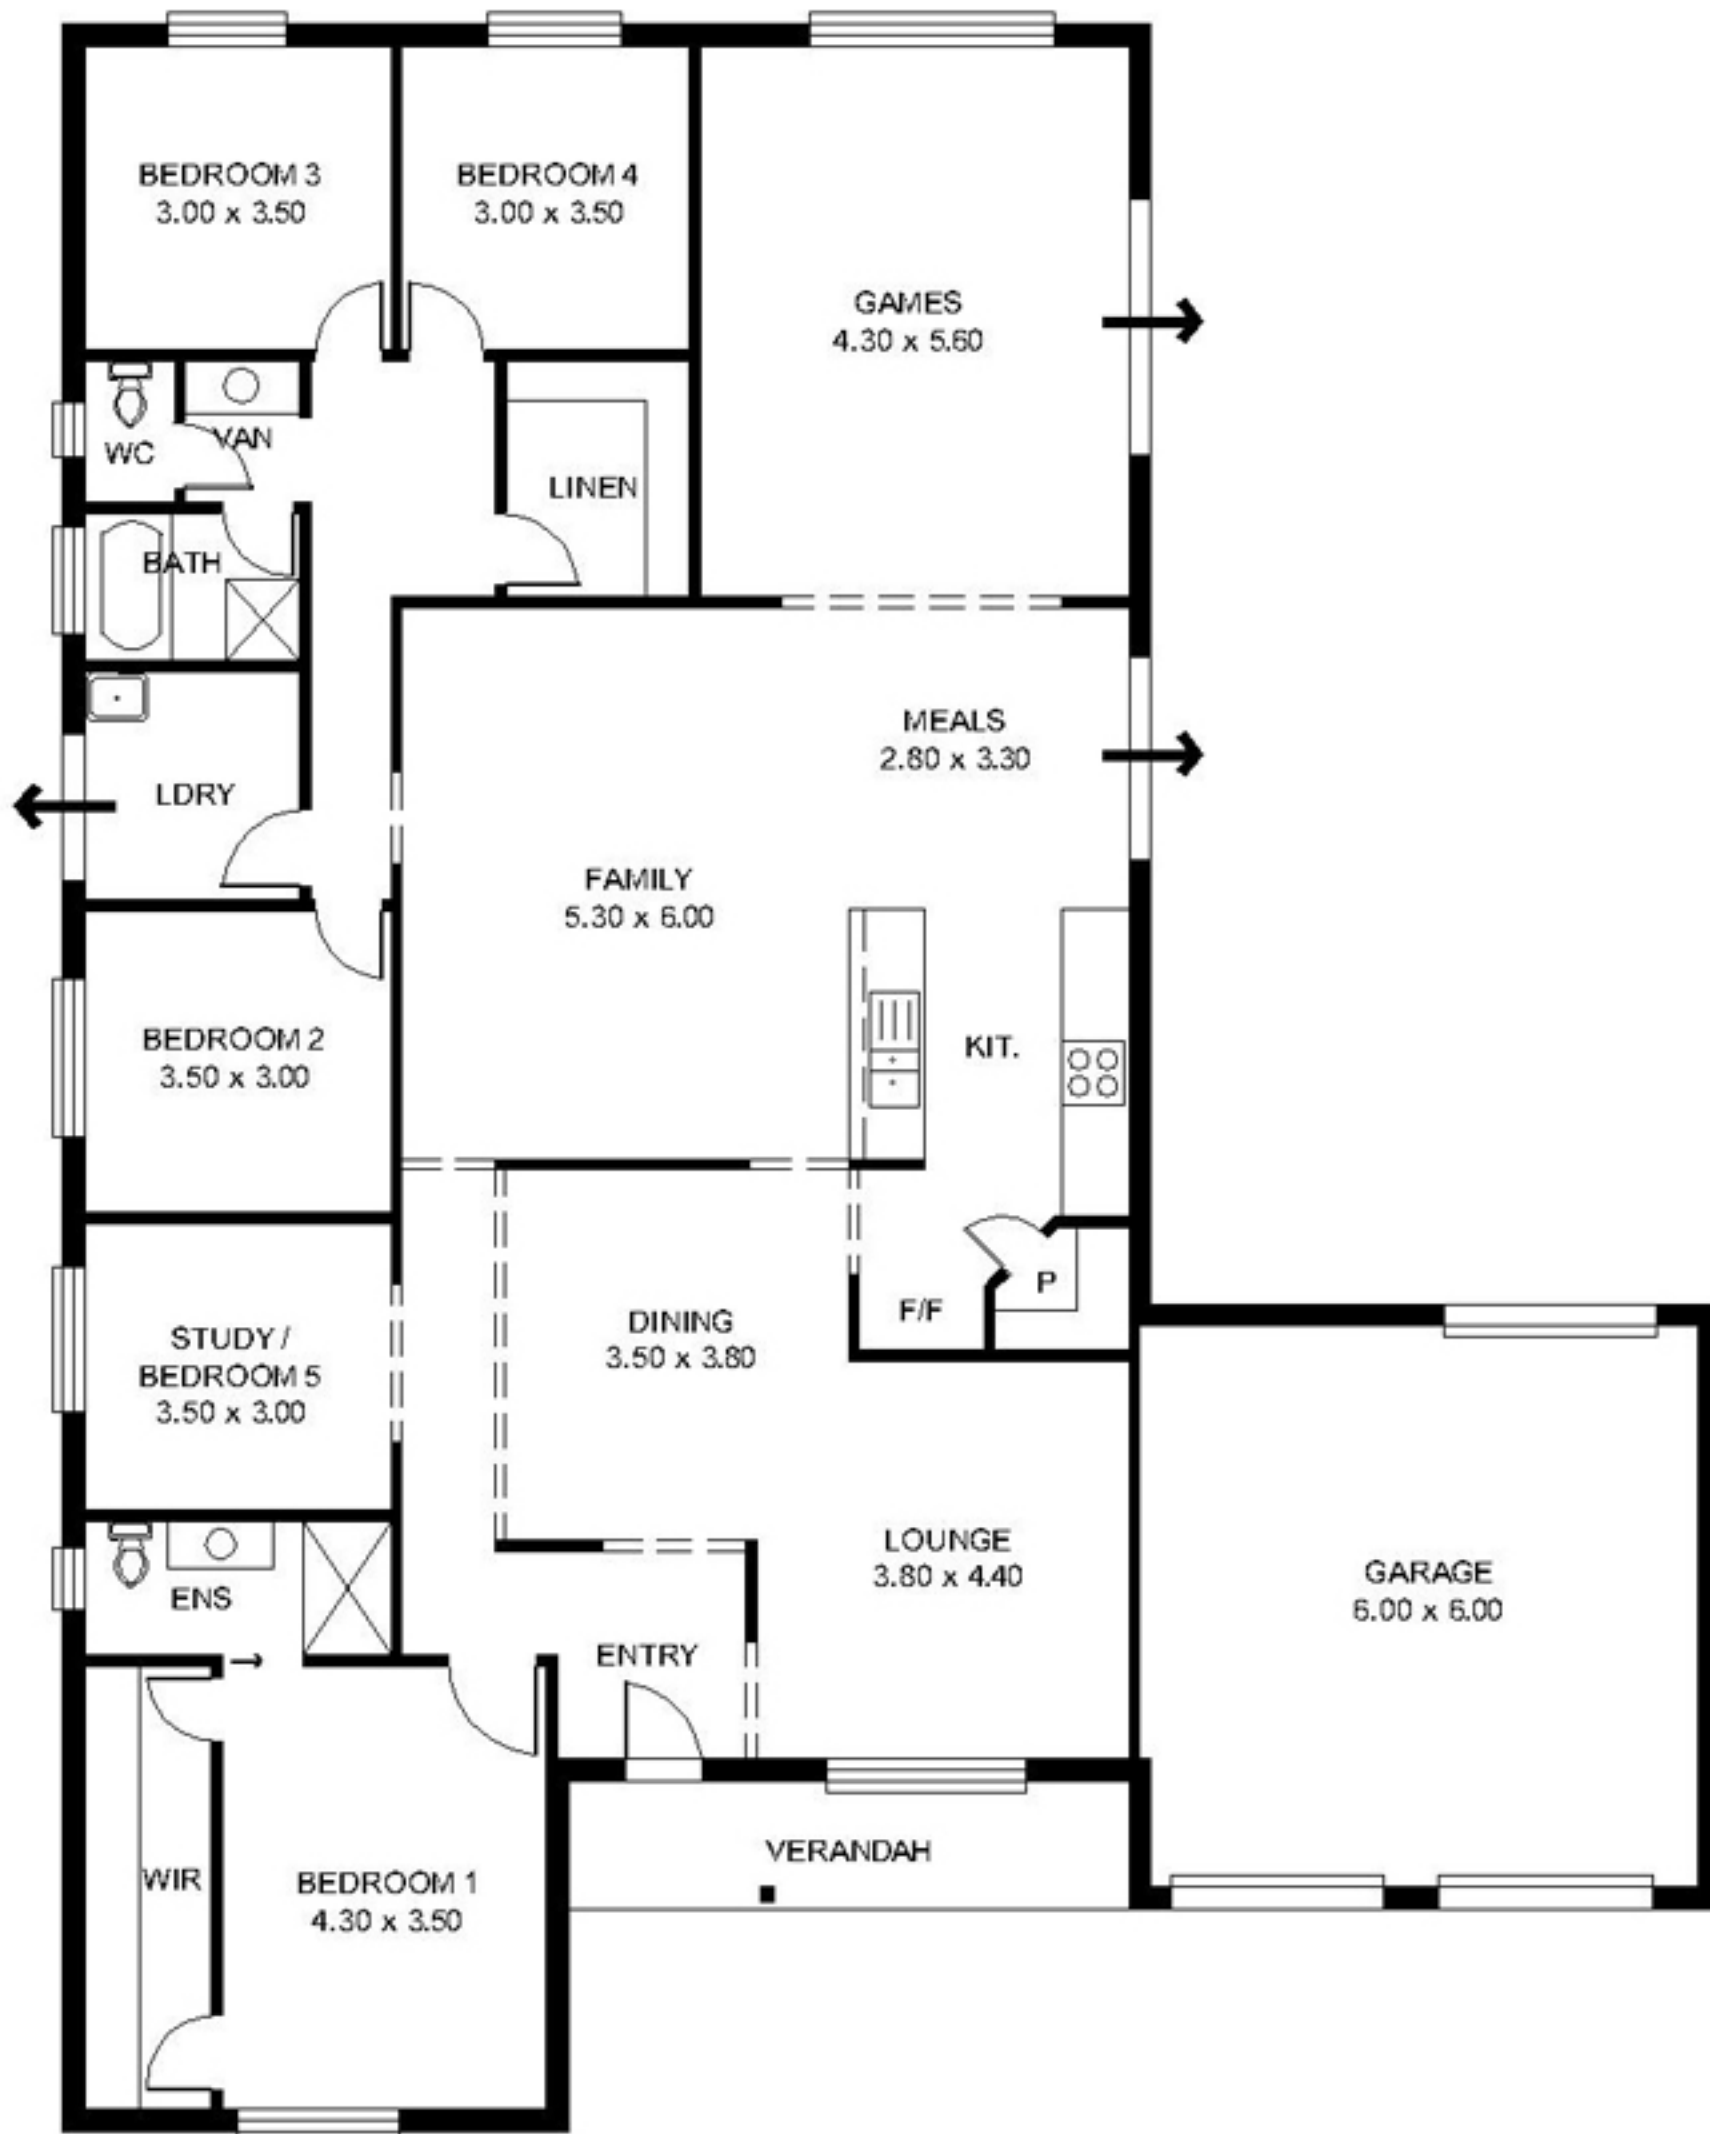 BEDROOM 3
3.00 x 3.50
BEDROOM 4
3.00 x 3.50
GAMES
4.30 x 5.60
WC
VAN
LINEN
BATH
MEALS
2.80 x 3.30
LDRY
FAMILY
5.30 x 6.00
BEDROOM 2
3.50 x 3.00
KIT.
P
F/F
STUDY /
BEDROOM 5
3.50 x 3.00
DINING
3.50 x 3.80
LOUNGE
3.80 x 4.40
GARAGE
6.00 x 6.00
ENS
ENTRY
VERANDAH
WIR
BEDROOM 1
4.30 x 3.50